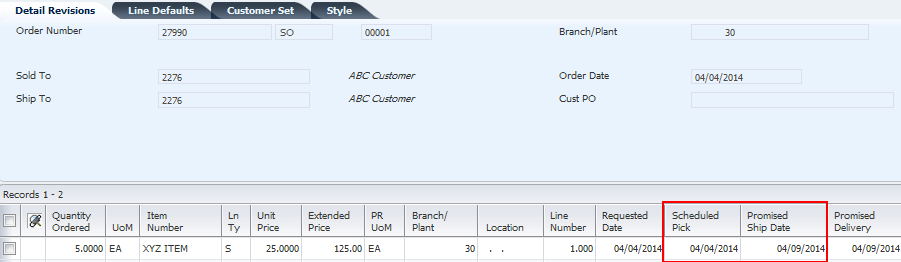 Detail Revisions Line Defaults Customer Set Style
Order Number 27990 SO 00001 Branch/Plant 30
Sold To 2276 ABC Customer Order Date 04/04/2014
Ship To 2276 ABC Customer Cust PO
Records 1 - 2
Quantity Ordered UoM Item Number Ln Ty Unit Price Extended Price PR UoM Branch/ Plant Location Line Number Requested Date Scheduled Pick Promised Ship Date Promised Delivery
5.0000 EA XYZ ITEM S 25.0000 125.00 EA 30 . . 1.000 04/04/2014 04/04/2014 04/09/2014 04/09/2014